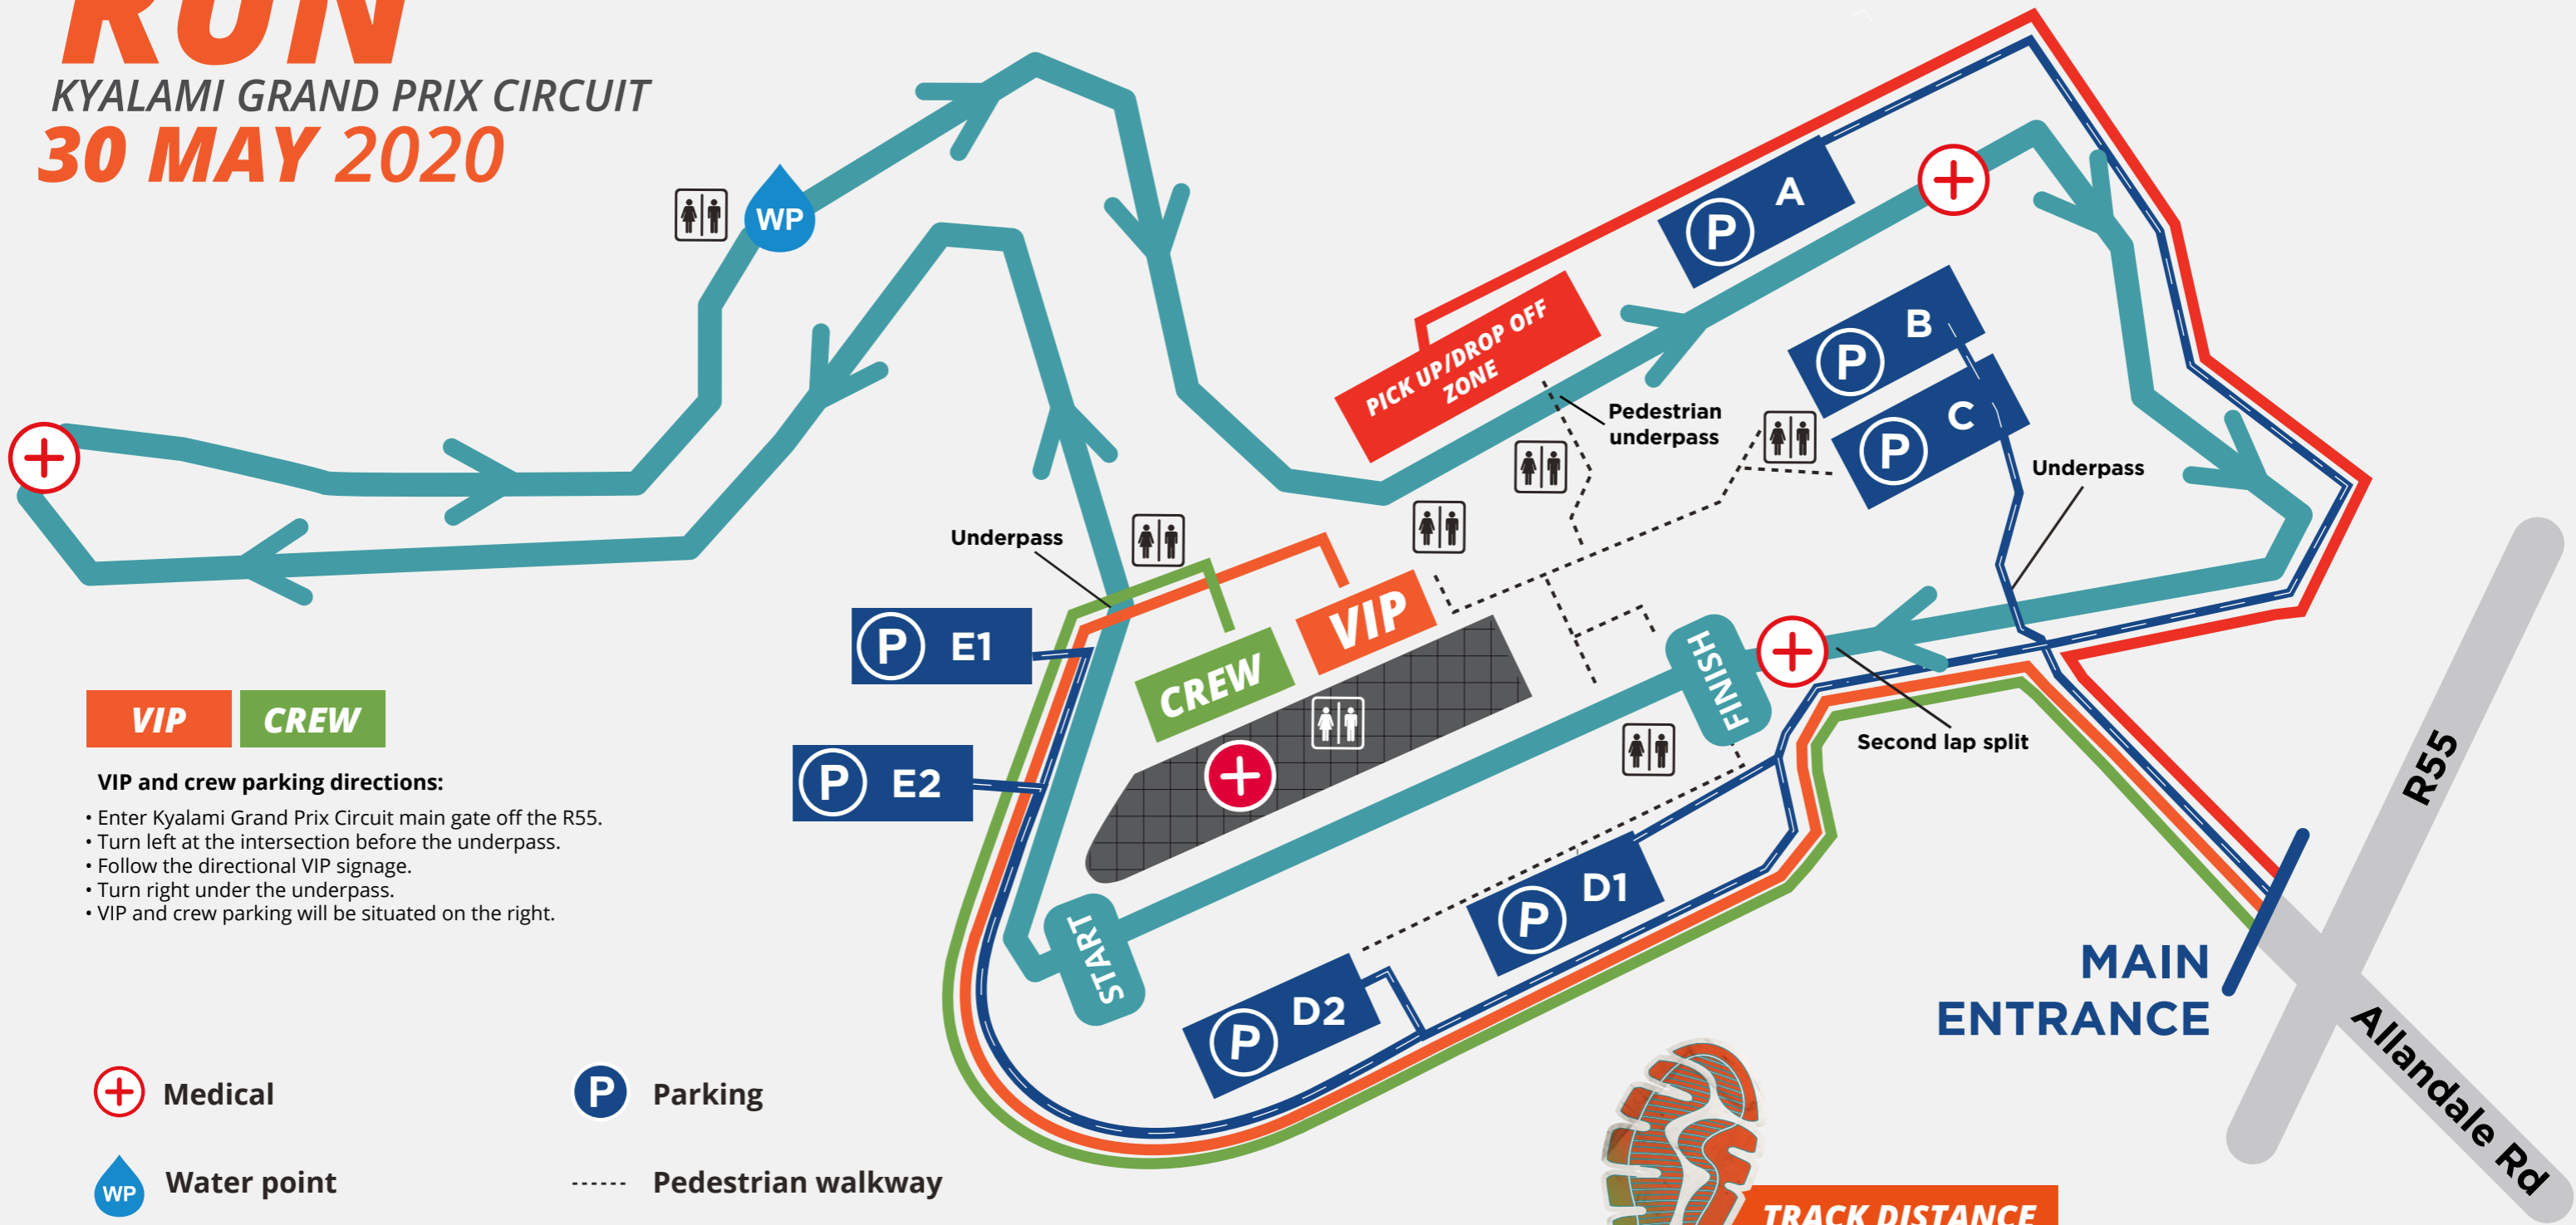 RUN
KYALAMI GRAND PRIX CIRCUIT
30 MAY 2020
WP
A
P
B
P
C
P
PICK UP/DROP OFF
ZONE
Pedestrian
underpass
Underpass
Underpass
P E1
P E2
VIP
CREW
FINISH
START
Second lap split
D1
P
D2
P
R55
MAIN
ENTRANCE
Allandale Rd
VIP
CREW
VIP and crew parking directions:
• Enter Kyalami Grand Prix Circuit main gate off the R55.
• Turn left at the intersection before the underpass.
• Follow the directional VIP signage.
• Turn right under the underpass.
• VIP and crew parking will be situated on the right.
Medical
P Parking
WP Water point
Pedestrian walkway
TRACK DISTANCE